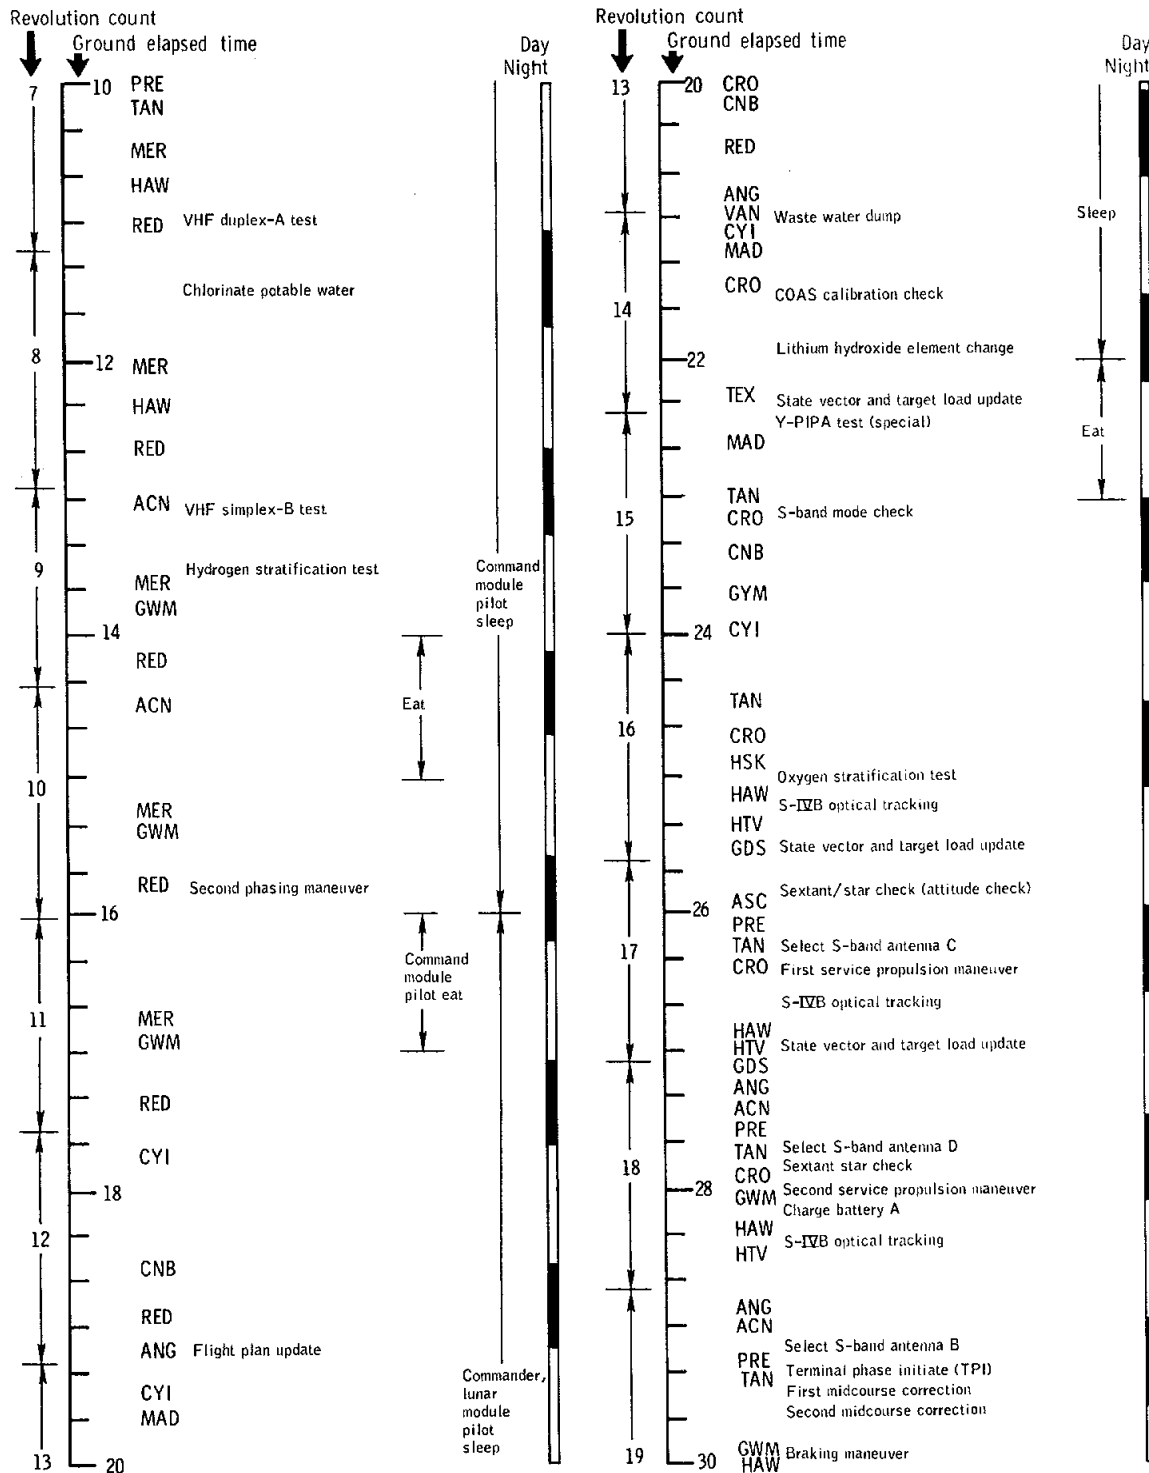 Revolution count
Ground elapsed time
Day
Night
7
10
PRE
TAN
MER
HAW
RED VHF duplex-A test
Chlorinate potable water
8
12
MER
HAW
RED
ACN VHF simplex-B test
9
Hydrogen stratification test
MER
GWM
Command
module
pilot
sleep
14
RED
ACN
Eat
10
MER
GWM
RED Second phasing maneuver
16
Command
module
pilot eat
11
MER
GWM
RED
CYI
18
12
CNB
RED
ANG Flight plan update
CYI
MAD
Commander,
lunar
module
pilot
sleep
13
20
Revolution count
Ground elapsed time
Day
Night
13
20
CRO
CNB
RED
ANG
VAN Waste water dump
CYI
MAD
Sleep
CRO COAS calibration check
14
Lithium hydroxide element change
22
TEX State vector and target load update
Y-PIPA test (special)
MAD
Eat
TAN
CRO S-band mode check
15
CNB
GYM
24
CYI
TAN
16
CRO
HSK
Oxygen stratification test
HAW S-IVB optical tracking
HTV
GDS State vector and target load update
Sextant/star check (attitude check)
ASC
26
PRE
TAN Select S-band antenna C
17
CRO First service propulsion maneuver
S-IVB optical tracking
HAW
HTV State vector and target load update
GDS
ANG
ACN
PRE
TAN Select S-band antenna D
Sextant star check
18
CRO
28
GWM Second service propulsion maneuver
Charge battery A
HAW
S-IVB optical tracking
HTV
ANG
ACN
Select S-band antenna B
PRE
Terminal phase initiate (TPI)
TAN
First midcourse correction
Second midcourse correction
19
30
GWM Braking maneuver
HAW